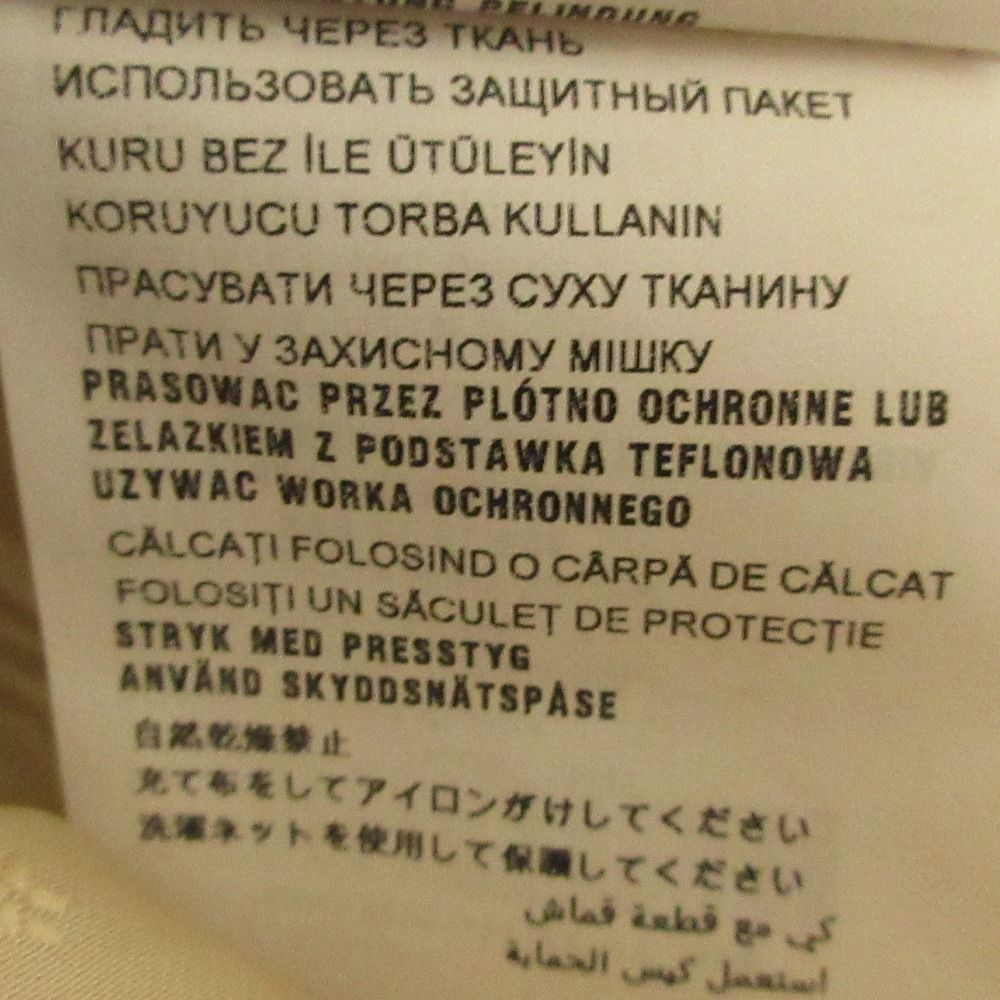 ГЛАДИТЬ ЧЕРЕЗ ТКАНЬ
ИСПОЛЬЗОВАТЬ ЗАЩИТНЫЙ ПАКЕТ
KURU BEZ İLE ÜTÜLEYİN
KORUYUCU TORBA KULLANIN
ПРАСУВАТИ ЧЕРЕЗ СУХУ ТКАНИНУ
ПРАТИ У ЗАХИСНОМУ МІШКУ
PRASOWAC PRZEZ PLÓTNO OCHRONNE LUB
ZELAZKIEM Z PODSTAWKA TEFLONOWA
UZYWAC WORKA OCHRONNEGO
CĂLCAȚI FOLOSIND O CÂRPĂ DE CĂLCAT
FOLOSIȚI UN SĂCULEȚ DE PROTECȚIE
STRYK MED PRESSTYG
ANVÄND SKYDDSNÄTSPÅSE
自然乾燥禁止
充て布をしてアイロンがけしてください
洗濯ネットを使用して保護してください
كي مع قطعة قماش
استعمل كيس الحماية